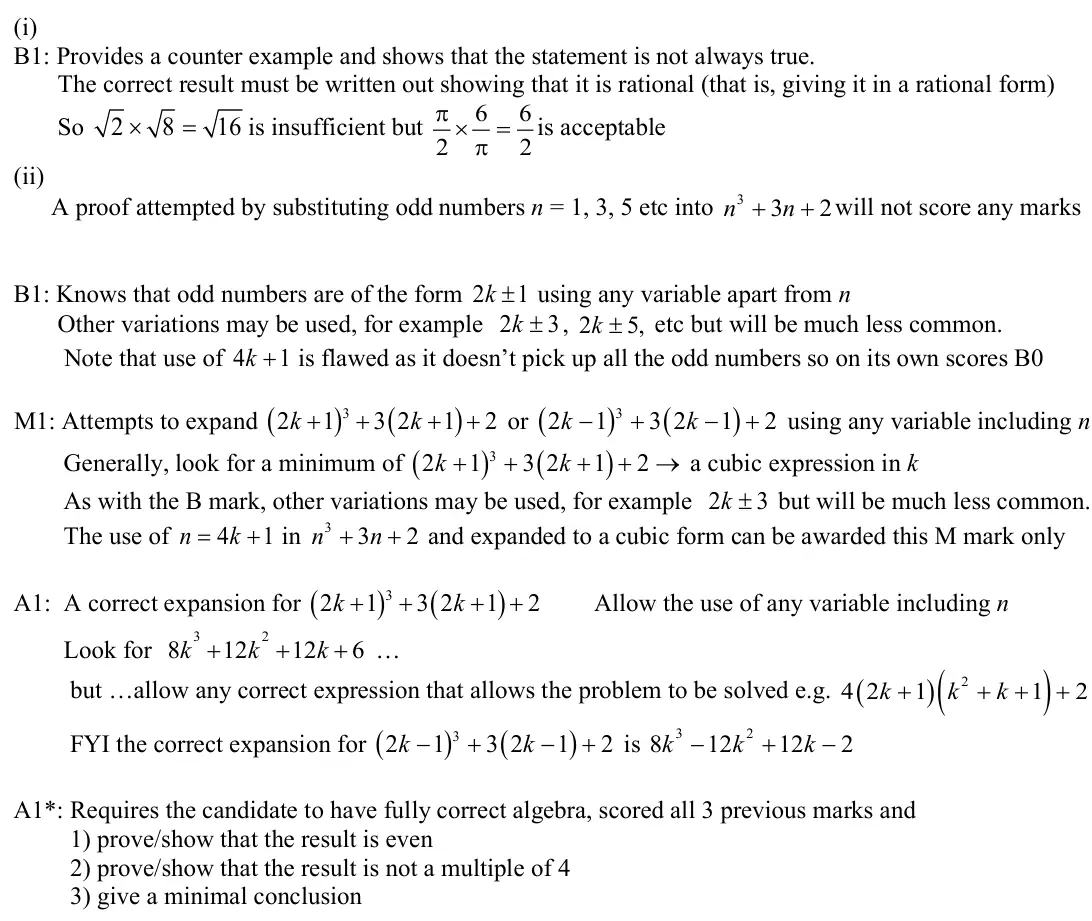 (i)
B1: Provides a counter example and shows that the statement is not always true.
The correct result must be written out showing that it is rational (that is, giving it in a rational form)
So √2 × √8 = √16 is insufficient but π/2 × 6/π = 6/2 is acceptable
(ii)
A proof attempted by substituting odd numbers n = 1, 3, 5 etc into n³ + 3n + 2 will not score any marks
B1: Knows that odd numbers are of the form 2k ± 1 using any variable apart from n
Other variations may be used, for example 2k ± 3, 2k ± 5, etc but will be much less common.
Note that use of 4k + 1 is flawed as it doesn’t pick up all the odd numbers so on its own scores B0
M1: Attempts to expand (2k + 1)³ + 3(2k + 1) + 2 or (2k − 1)³ + 3(2k − 1) + 2 using any variable including n
Generally, look for a minimum of (2k + 1)³ + 3(2k + 1) + 2 → a cubic expression in k
As with the B mark, other variations may be used, for example 2k ± 3 but will be much less common.
The use of n = 4k + 1 in n³ + 3n + 2 and expanded to a cubic form can be awarded this M mark only
A1: A correct expansion for (2k + 1)³ + 3(2k + 1) + 2 Allow the use of any variable including n
Look for 8k³ + 12k² + 12k + 6 …
but …allow any correct expression that allows the problem to be solved e.g. 4(2k + 1)(k² + k + 1) + 2
FYI the correct expansion for (2k − 1)³ + 3(2k − 1) + 2 is 8k³ − 12k² + 12k − 2
A1*: Requires the candidate to have fully correct algebra, scored all 3 previous marks and
1) prove/show that the result is even
2) prove/show that the result is not a multiple of 4
3) give a minimal conclusion